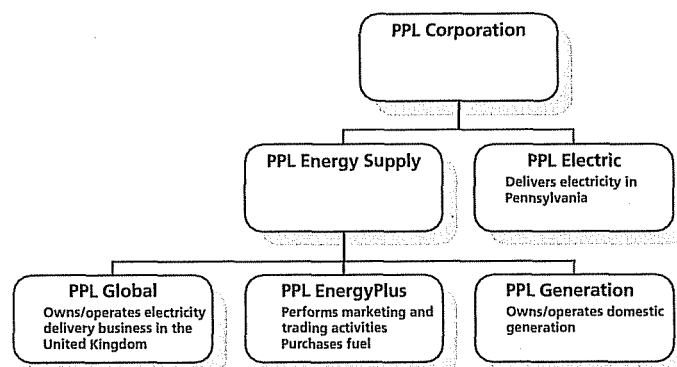 PPL Corporation
PPL Energy Supply
PPL Electric
Delivers electricity in
Pennsylvania
PPL Global
Owns/operates electricity
delivery business in the
United Kingdom
PPL EnergyPlus
Performs marketing and
trading activities
Purchases fuel
PPL Generation
Owns/operates domestic
generation